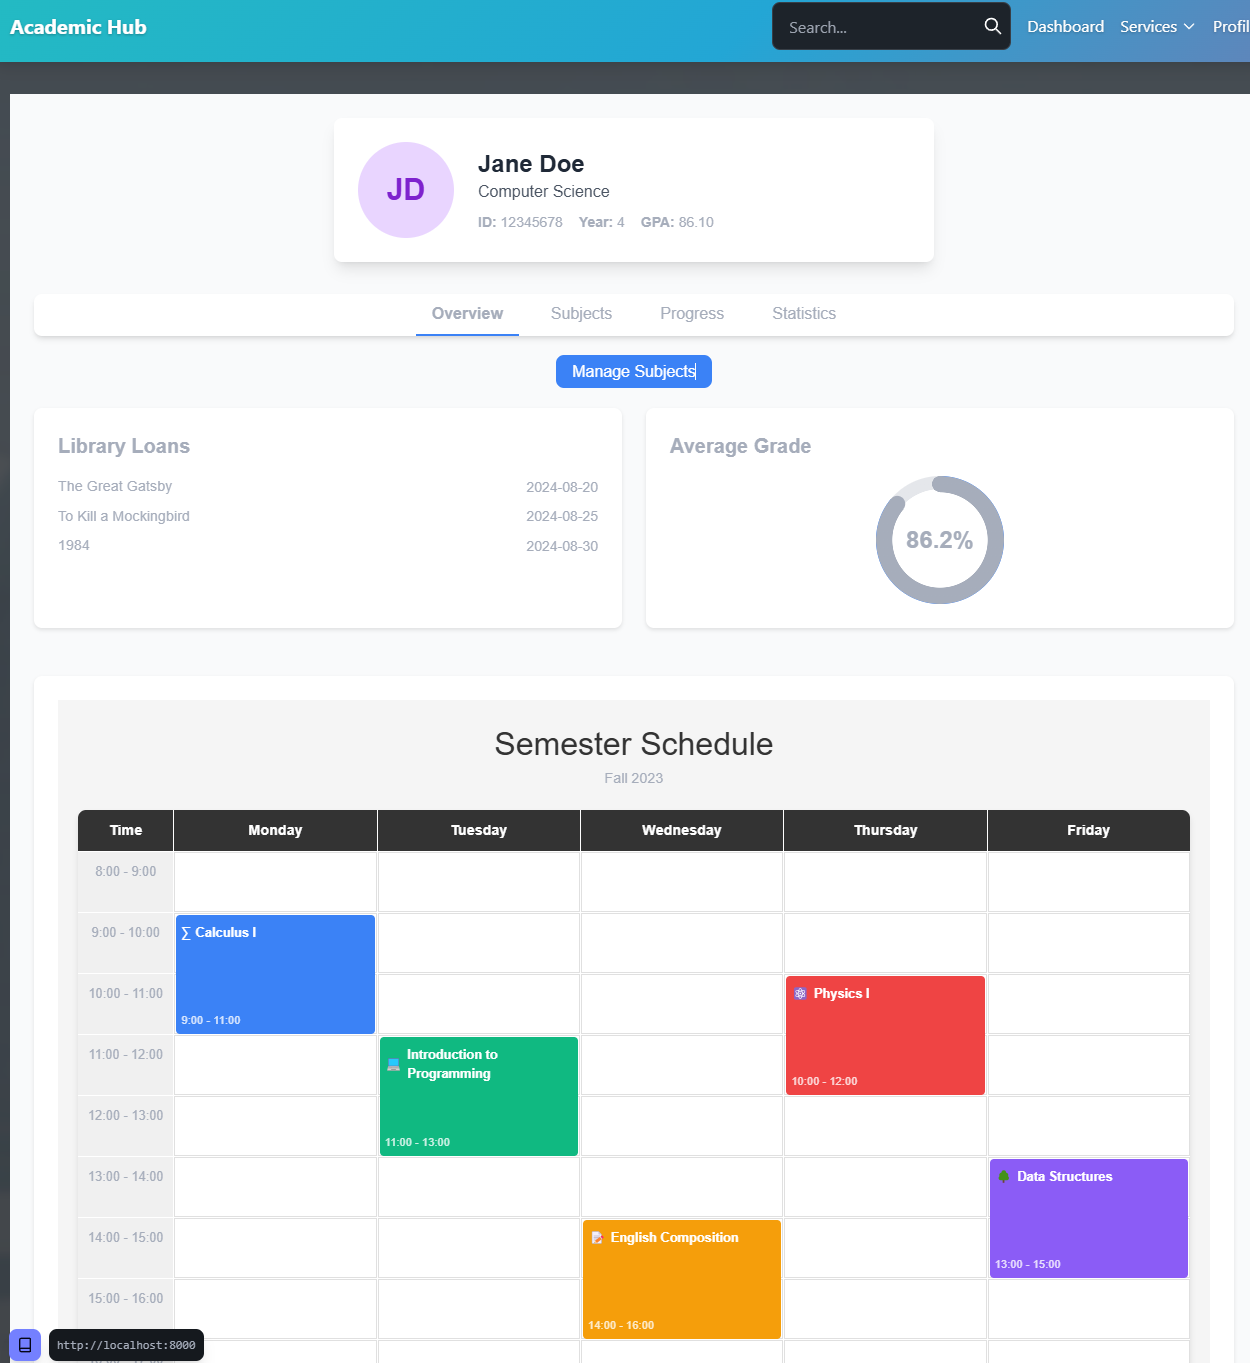 Academic Hub
Search...
Dashboard
Services
Profil
JD
Jane Doe
Computer Science
ID: 12345678 Year: 4 GPA: 86.10
Overview
Subjects
Progress
Statistics
Manage Subjects
Library Loans
The Great Gatsby 2024-08-20
To Kill a Mockingbird 2024-08-25
1984 2024-08-30
Average Grade
86.2%
Semester Schedule
Fall 2023
Time Monday Tuesday Wednesday Thursday Friday
8:00 - 9:00
9:00 - 10:00
∑ Calculus I
9:00 - 11:00
10:00 - 11:00
Physics I
10:00 - 12:00
11:00 - 12:00
Introduction to
Programming
11:00 - 13:00
12:00 - 13:00
13:00 - 14:00
Data Structures
13:00 - 15:00
14:00 - 15:00
English Composition
14:00 - 16:00
15:00 - 16:00
http://localhost:8000